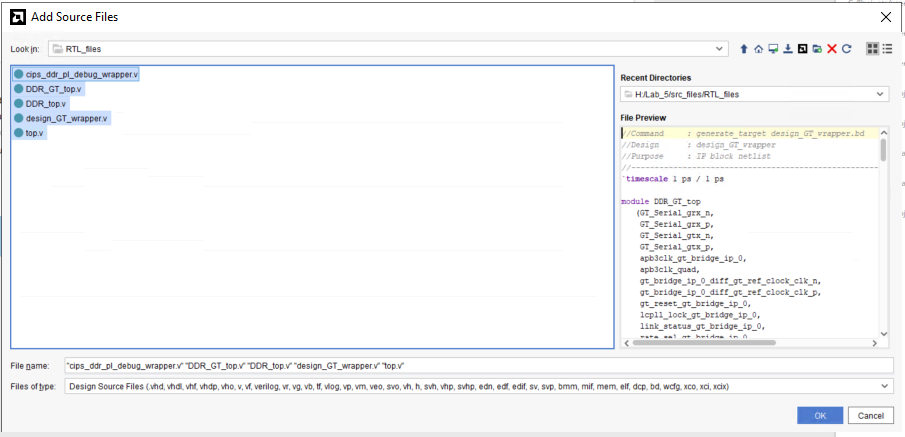 Add Source Files
Look in: RTL_files
cips_ddr_pl_debug_wrapper.v
DDR_GT_top.v
DDR_top.v
design_GT_wrapper.v
top.v
Recent Directories
H:/Lab_5/src_files/RTL_files
File Preview
//Command : generate_target design_GT_wrapper.bd
//Design : design_GT_wrapper
//Purpose : IP block netlist
//--------------------------------------------------------
`timescale 1 ps / 1 ps
module DDR_GT_top
(GT_Serial_grx_n,
GT_Serial_grx_p,
GT_Serial_gtx_n,
GT_Serial_gtx_p,
apb3clk_gt_bridge_ip_0,
apb3clk_quad,
gt_bridge_ip_0_diff_gt_ref_clock_clk_n,
gt_bridge_ip_0_diff_gt_ref_clock_clk_p,
gt_reset_gt_bridge_ip_0,
lcpll_lock_gt_bridge_ip_0,
link_status_gt_bridge_ip_0,
rate_sel_gt_bridge_ip_0,
File name: "cips_ddr_pl_debug_wrapper.v" "DDR_GT_top.v" "DDR_top.v" "design_GT_wrapper.v" "top.v"
Files of type: Design Source Files (.vhd, vhdl, vhf, vhdp, vho, v, vf, verilog, vr, vg, vb, tf, vlog, vp, vm, veo, svo, vh, h, svh, vhp, svhp, edn, edf, edif, sv, svp, bmm, mif, mem, elf, dcp, bd, wcfg, xco, xci, xcix)
OK Cancel